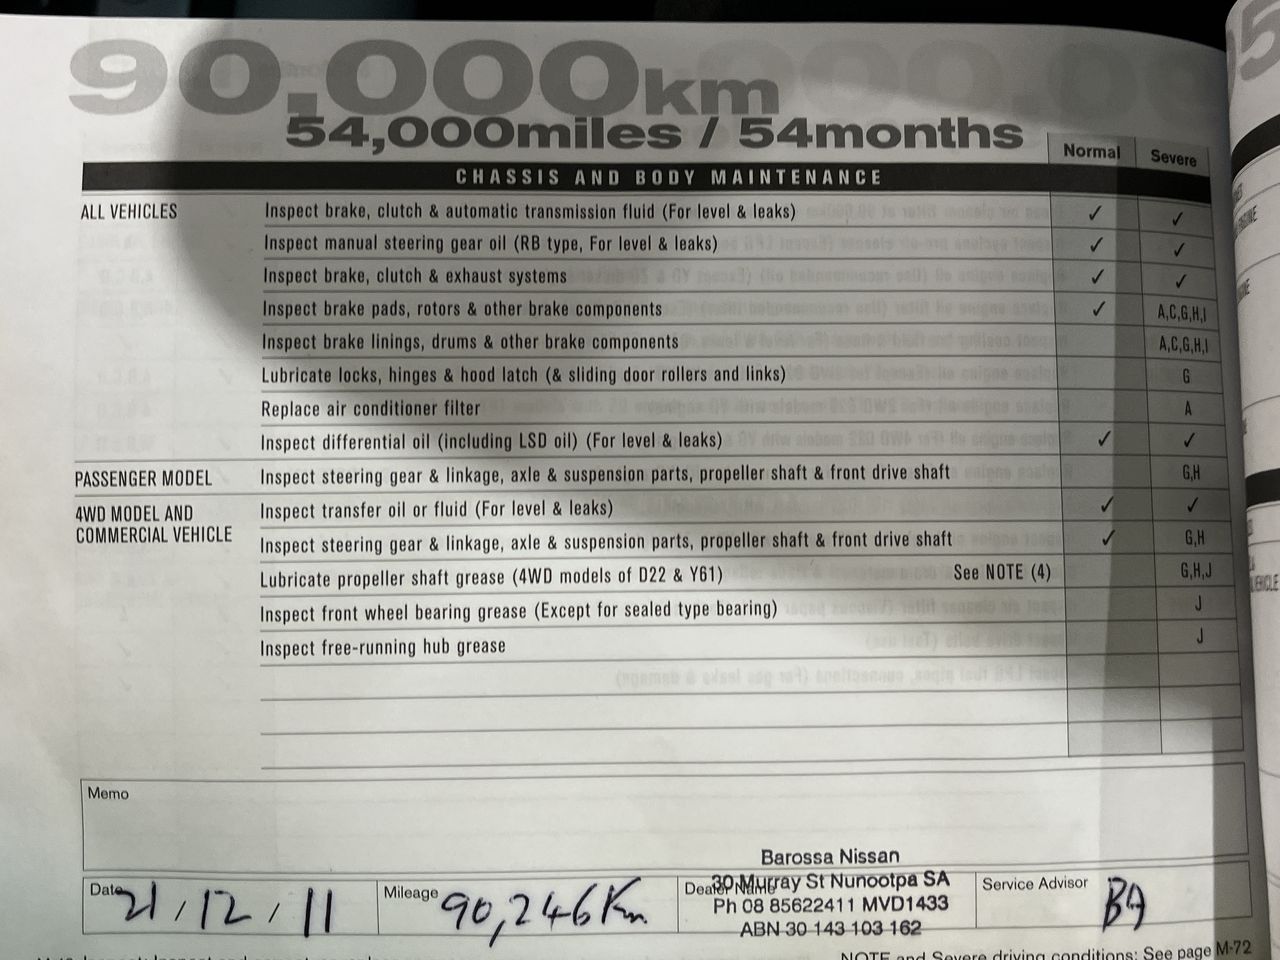 90,000km
54,000miles / 54months
Normal Severe
CHASSIS AND BODY MAINTENANCE
ALL VEHICLES Inspect brake, clutch & automatic transmission fluid (For level & leaks) ✓ ✓
Inspect manual steering gear oil (RB type, For level & leaks) ✓ ✓
Inspect brake, clutch & exhaust systems ✓ ✓
Inspect brake pads, rotors & other brake components ✓ A,C,G,H,I
Inspect brake linings, drums & other brake components A,C,G,H,I
Lubricate locks, hinges & hood latch (& sliding door rollers and links) G
Replace air conditioner filter A
Inspect differential oil (including LSD oil) (For level & leaks) ✓ ✓
PASSENGER MODEL Inspect steering gear & linkage, axle & suspension parts, propeller shaft & front drive shaft G,H
4WD MODEL AND Inspect transfer oil or fluid (For level & leaks) ✓ ✓
COMMERCIAL VEHICLE Inspect steering gear & linkage, axle & suspension parts, propeller shaft & front drive shaft ✓ G,H
Lubricate propeller shaft grease (4WD models of D22 & Y61) See NOTE (4) G,H,J
Inspect front wheel bearing grease (Except for sealed type bearing) J
Inspect free-running hub grease J
Memo
Barossa Nissan
Date 21/12/11 Mileage 90,246Km Dealer Name 30 Murray St Nunootpa SA Service Advisor
Ph 08 85622411 MVD1433
ABN 30 143 103 162
NOTE and Severe driving conditions: See page M-72